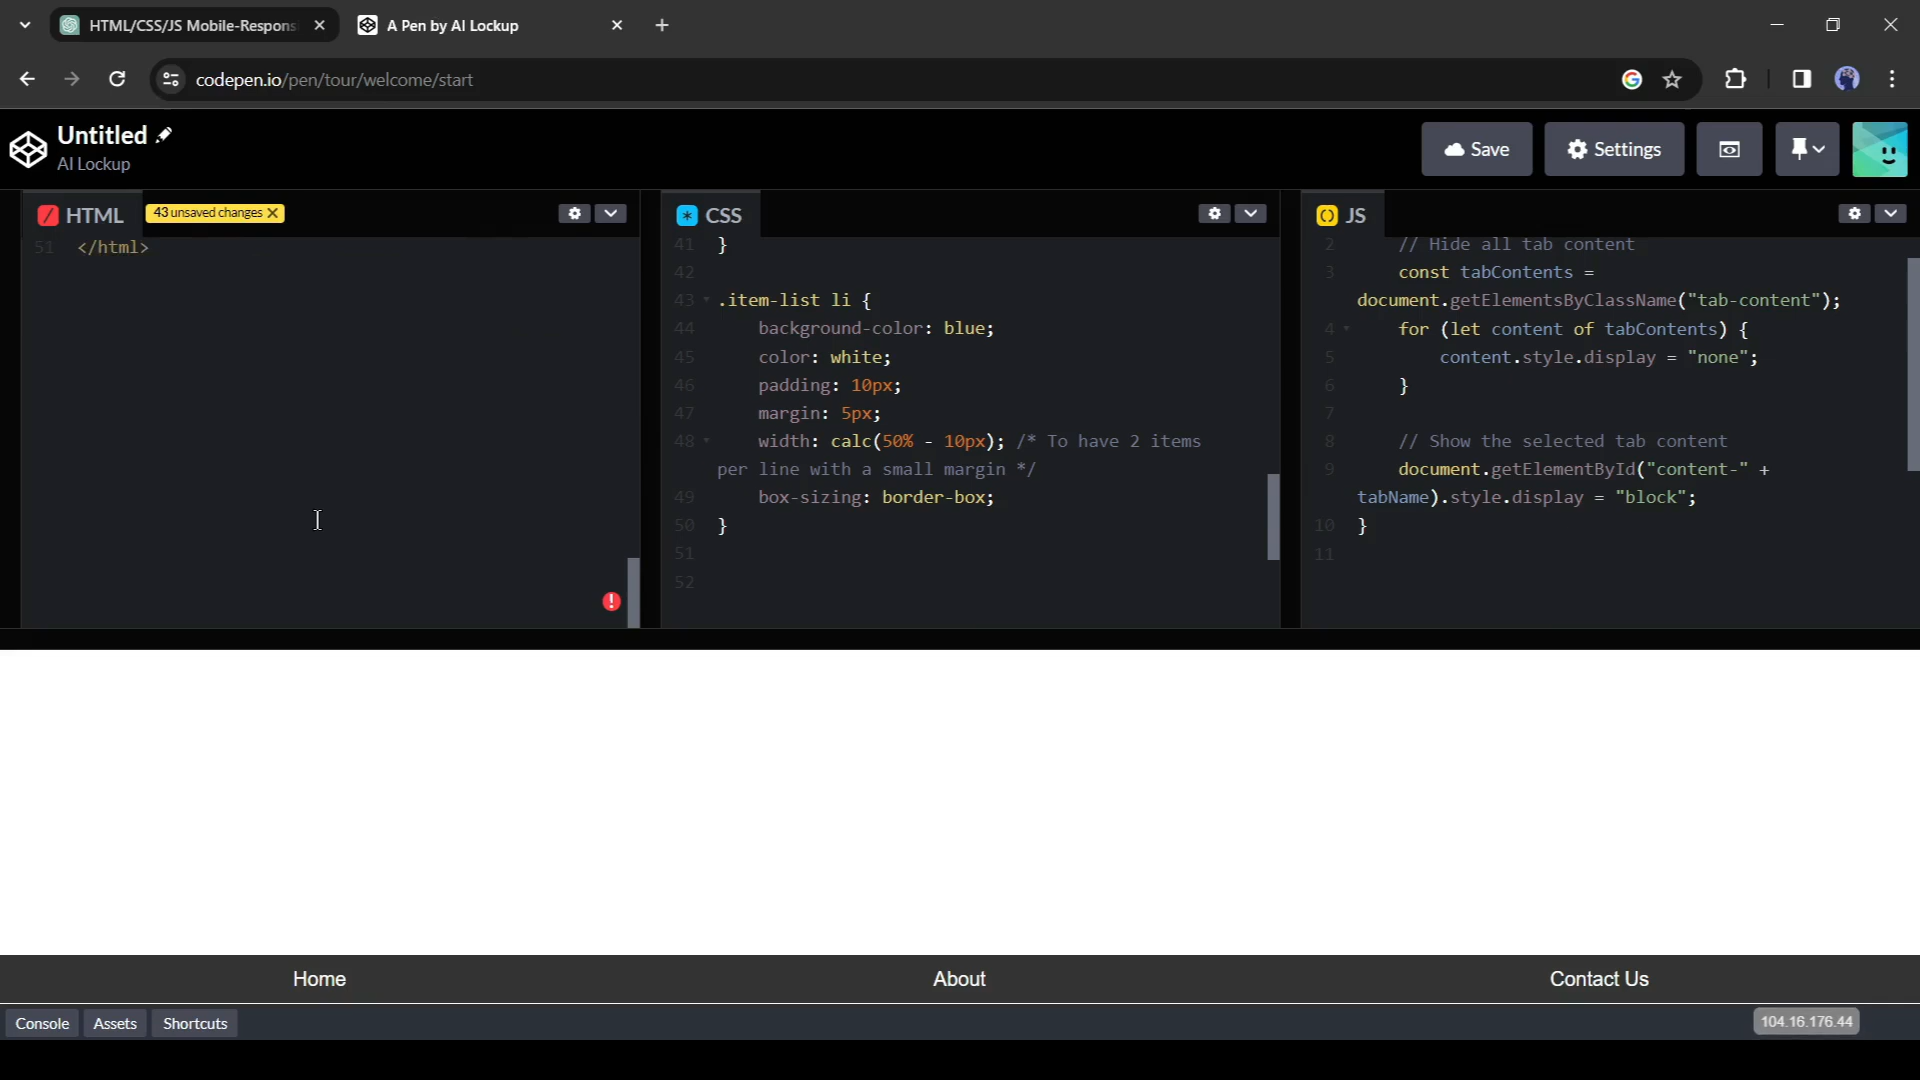 HTML/CSS/JS Mobile-Respons
A Pen by AI Lockup
codepen.io/pen/tour/welcome/start
Untitled
AI Lockup
Save
Settings
HTML
43 unsaved changes
51 </html>
CSS
41 }
42
43 .item-list li {
44 background-color: blue;
45 color: white;
46 padding: 10px;
47 margin: 5px;
48 width: calc(50% - 10px); /* To have 2 items
per line with a small margin */
49 box-sizing: border-box;
50 }
51
52
JS
2 // Hide all tab content
3 const tabContents =
document.getElementsByClassName("tab-content");
4 for (let content of tabContents) {
5 content.style.display = "none";
6 }
7
8 // Show the selected tab content
9 document.getElementById("content-" +
tabName).style.display = "block";
10 }
11
Home
About
Contact Us
Console
Assets
Shortcuts
104.16.176.44